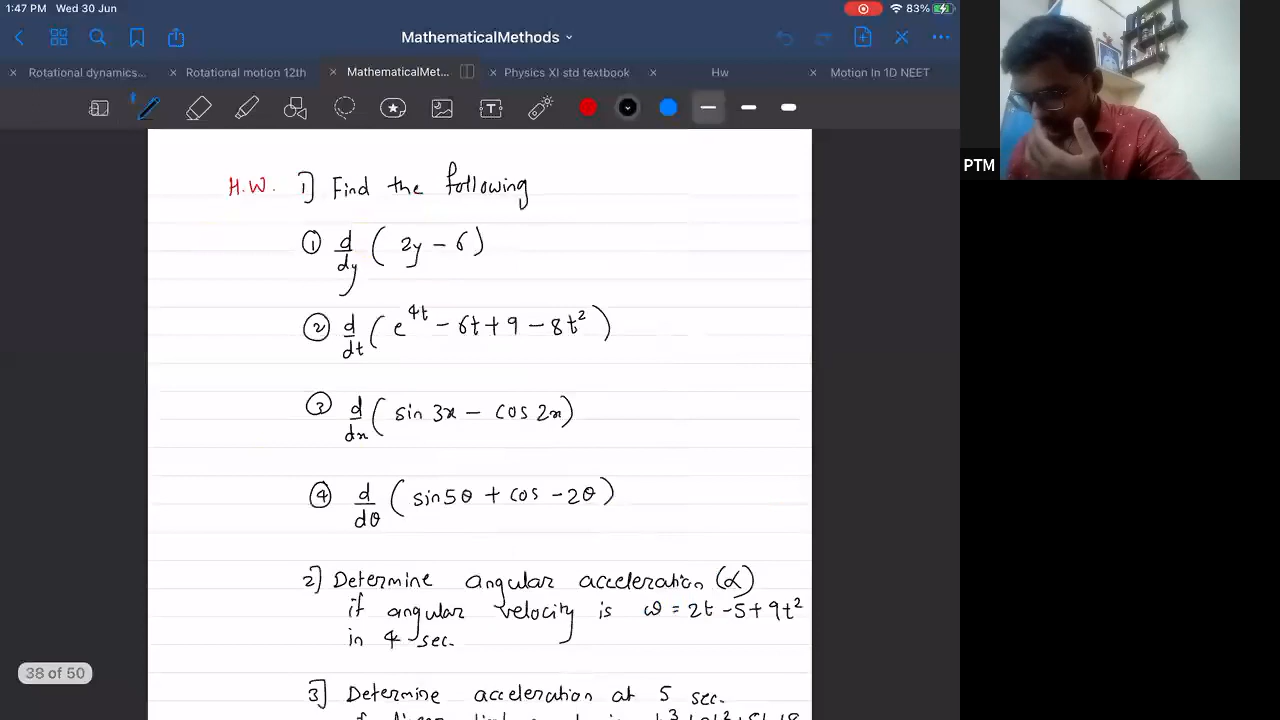 1:47 PM Wed 30 Jun
83%
MathematicalMethods
Rotational dynamics...
Rotational motion 12th
MathematicalMet...
Physics XI std textbook
Hw
Motion In 1D NEET
PTM
H.W. 1] Find the following
① d/dy ( 2y - 6 )
② d/dt ( e^4t - 6t + 9 - 8t² )
③ d/dx ( sin 3x - cos 2x )
④ d/dθ ( sin5θ + cos -2θ )
2] Determine angular acceleration (α)
if angular velocity is ω = 2t - 5 + 9t²
in 4 sec.
38 of 50
3] Determine acceleration at 5 sec.